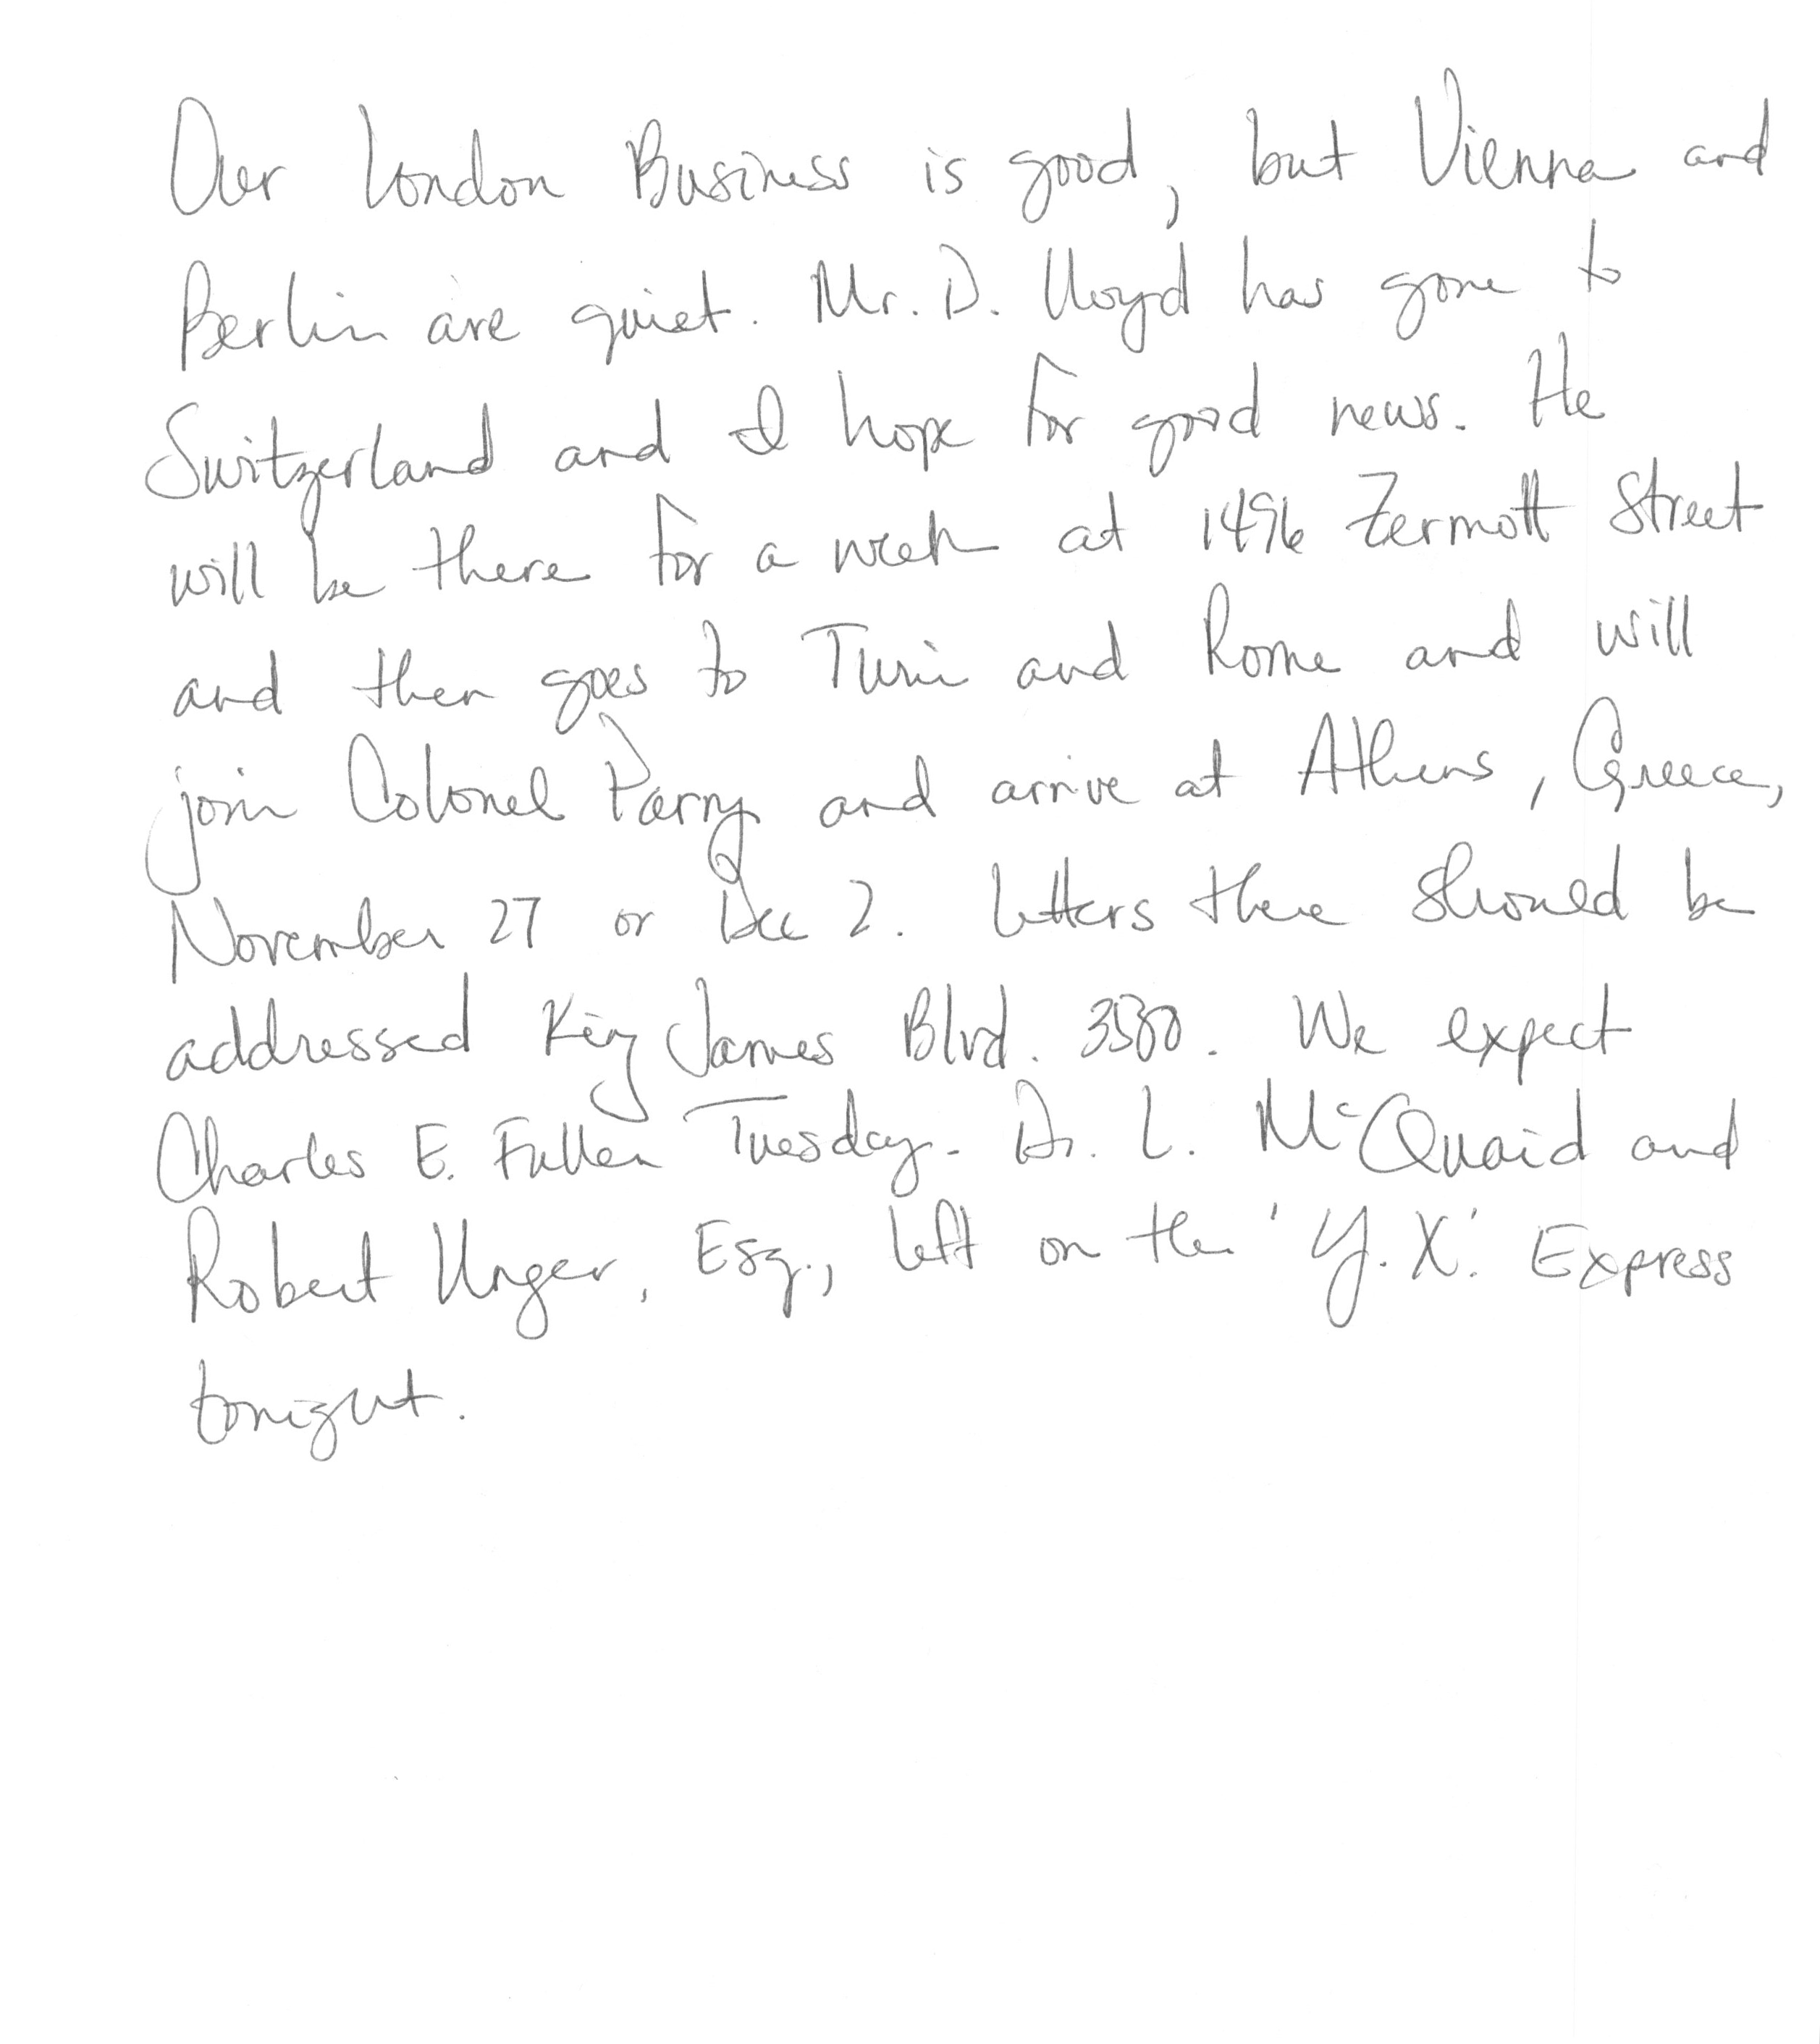 Our London Business is good, but Vienna and
Berlin are quiet. Mr. D. Lloyd has gone to
Switzerland and I hope for good news. He
will be there for a week at 1496 Zermott Street
and then goes to Turin and Rome and will
join Colonel Parry and arrive at Athens, Greece,
November 27 or Dec 2. Letters there should be
addressed King James Blvd. 3580. We expect
Charles E. Fuller Tuesday. Dr. L. McQuaid and
Robert Unger, Esq., left on the 'Y.X.' Express
tonight.